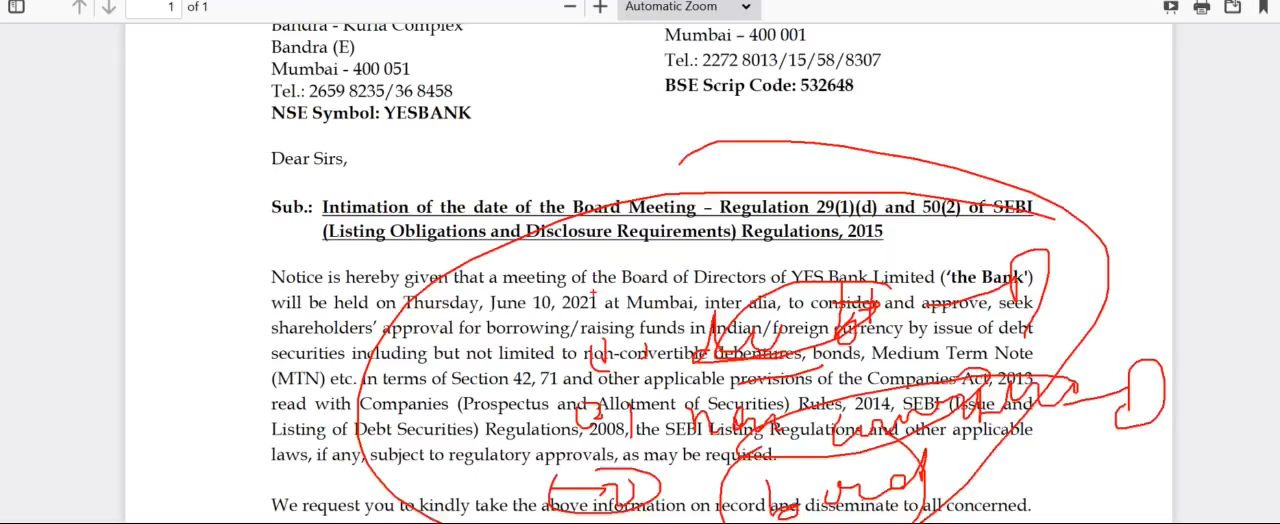 1 of 1 Automatic Zoom
Bandra - Kurla Complex
Bandra (E)
Mumbai - 400 051
Tel.: 2659 8235/36 8458
NSE Symbol: YESBANK
Mumbai – 400 001
Tel.: 2272 8013/15/58/8307
BSE Scrip Code: 532648
Dear Sirs,
Sub.: Intimation of the date of the Board Meeting – Regulation 29(1)(d) and 50(2) of SEBI
(Listing Obligations and Disclosure Requirements) Regulations, 2015
Notice is hereby given that a meeting of the Board of Directors of YES Bank Limited ('the Bank')
will be held on Thursday, June 10, 2021 at Mumbai, inter alia, to consider and approve, seek
shareholders' approval for borrowing/raising funds in Indian/foreign currency by issue of debt
securities including but not limited to non-convertible debentures, bonds, Medium Term Note
(MTN) etc. in terms of Section 42, 71 and other applicable provisions of the Companies Act, 2013
read with Companies (Prospectus and Allotment of Securities) Rules, 2014, SEBI (Issue and
Listing of Debt Securities) Regulations, 2008, the SEBI Listing Regulations and other applicable
laws, if any, subject to regulatory approvals, as may be required.
We request you to kindly take the above information on record and disseminate to all concerned.